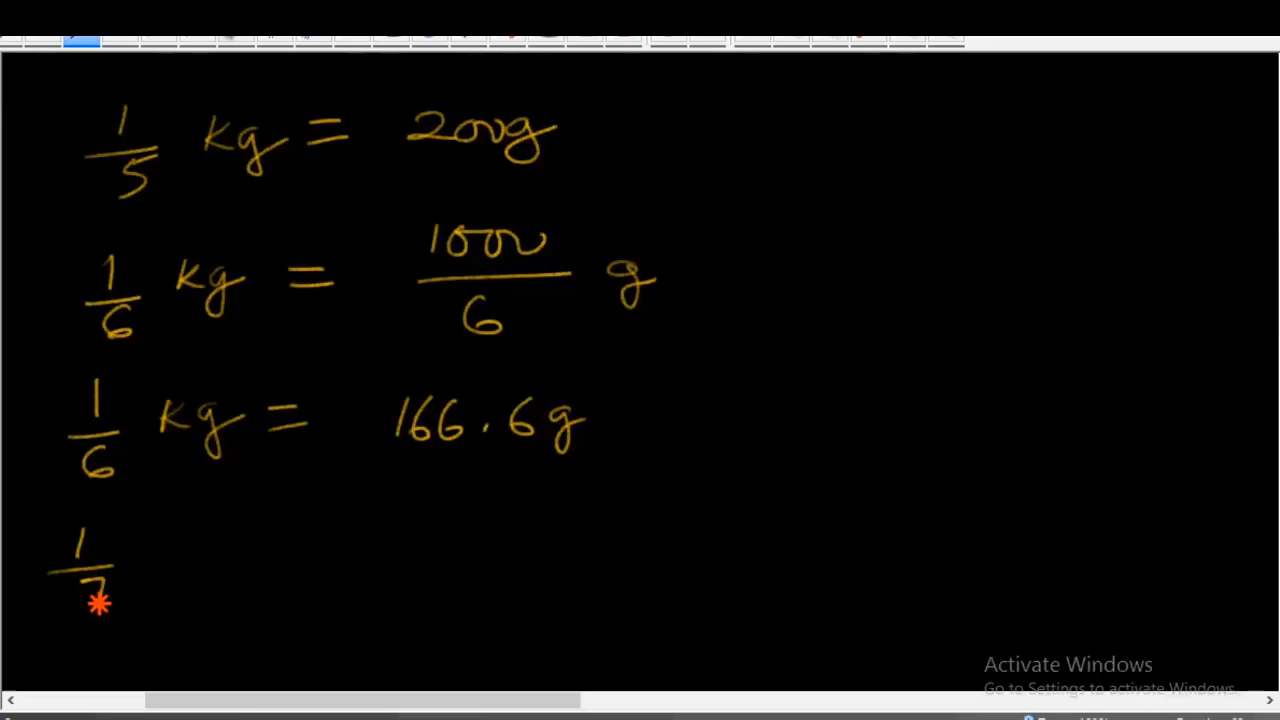 1/5 kg = 200g
1/6 kg = 1000/6 g
1/6 kg = 166.6g
1/7
Activate Windows
Go to Settings to activate Windows.